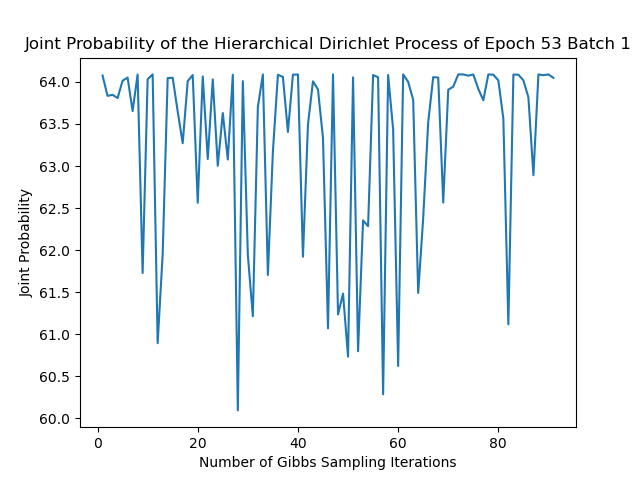 Joint Probability of the Hierarchical Dirichlet Process of Epoch 53 Batch 1
64.0
63.5
63.0
62.5
62.0
61.5
61.0
60.5
60.0
Joint Probability
0 20 40 60 80
Number of Gibbs Sampling Iterations